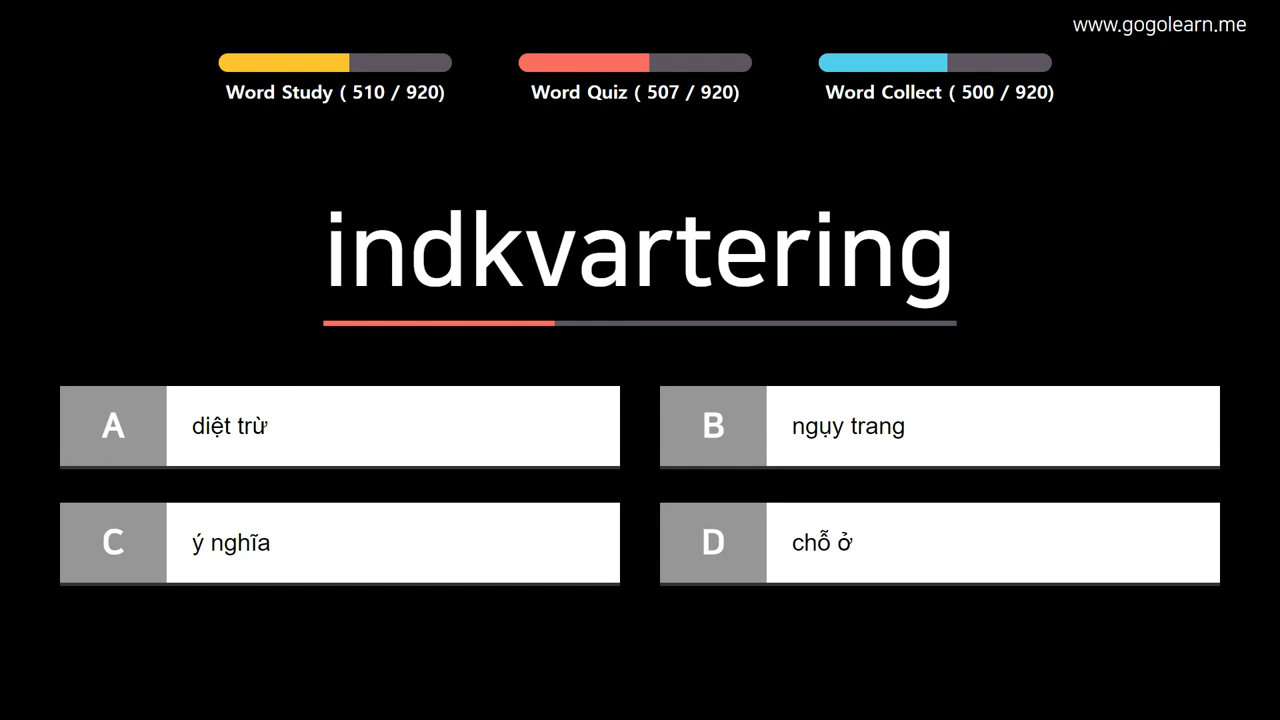 www.gogolearn.me
Word Study ( 510 / 920)
Word Quiz ( 507 / 920)
Word Collect ( 500 / 920)
indkvartering
A diệt trừ
B ngụy trang
C ý nghĩa
D chỗ ở